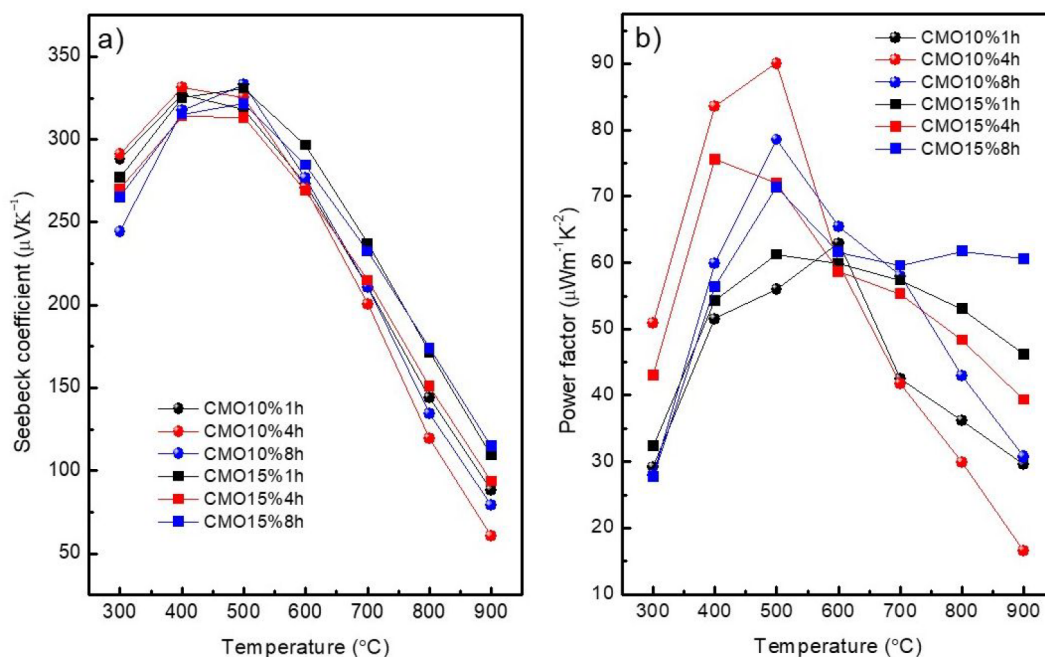 a)
350
300
250
200
150
100
50
Seebeck coefficient (μVK⁻¹)
CMO10%1h
CMO10%4h
CMO10%8h
CMO15%1h
CMO15%4h
CMO15%8h
300 400 500 600 700 800 900
Temperature (°C)
b)
90
80
70
60
50
40
30
20
10
Power factor (μWm⁻¹K⁻²)
CMO10%1h
CMO10%4h
CMO10%8h
CMO15%1h
CMO15%4h
CMO15%8h
300 400 500 600 700 800 900
Temperature (°C)